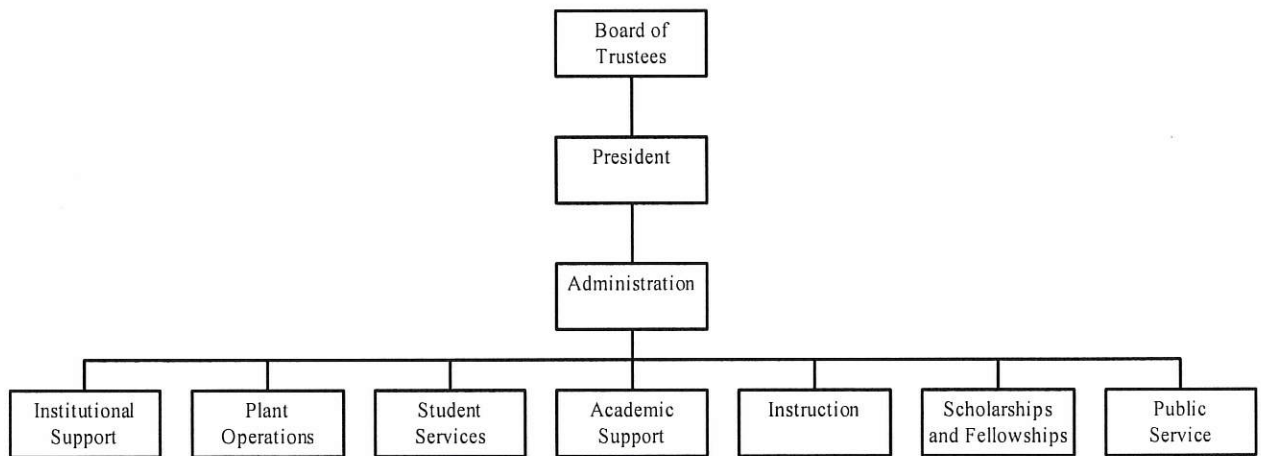 Board of
Trustees
President
Administration
Institutional
Support
Plant
Operations
Student
Services
Academic
Support
Instruction
Scholarships
and Fellowships
Public
Service